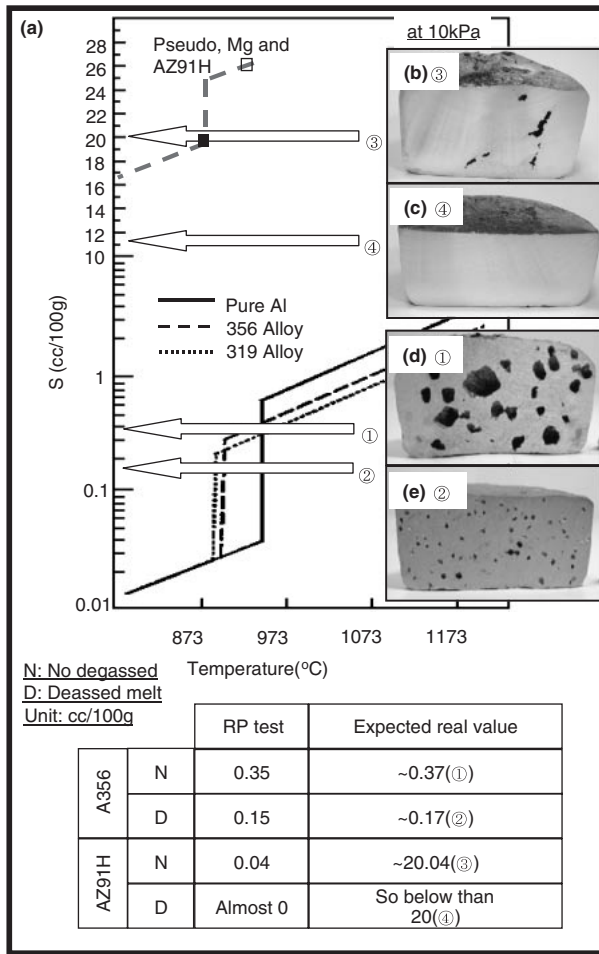 (a)
Pseudo, Mg and
AZ91H
at 10kPa
28
26
24
22
20
18
16
14
12
10
1
0.1
0.01
S (cc/100g)
③
④
①
②
Pure Al
356 Alloy
319 Alloy
(b) ③
(c) ④
(d) ①
(e) ②
873 973 1073 1173
Temperature(°C)
N: No degassed
D: Deassed melt
Unit: cc/100g
RP test Expected real value
A356 N 0.35 ~0.37(①)
D 0.15 ~0.17(②)
AZ91H N 0.04 ~20.04(③)
D Almost 0 So below than
20(④)